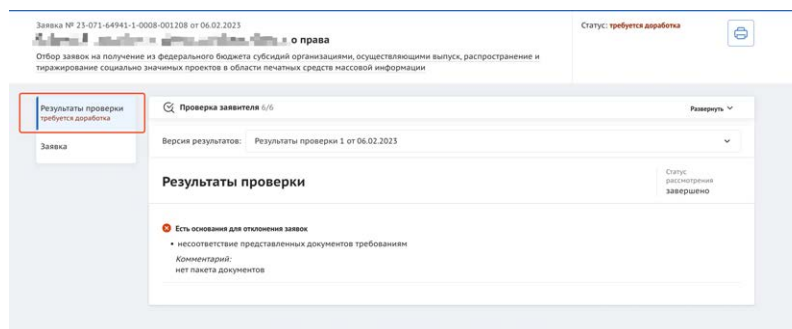 Заявка № 23-071-64941-1-0008-001208 от 06.02.2023
о права
Отбор заявок на получение из федерального бюджета субсидий организациями, осуществляющими выпуск, распространение и
тиражирование социально значимых проектов в области печатных средств массовой информации
Статус: требуется доработка
Результаты проверки
требуется доработка
Заявка
Проверка заявителя 6/6
Развернуть
Версия результатов: Результаты проверки 1 от 06.02.2023
Результаты проверки
Статус
рассмотрения
завершено
Есть основания для отклонения заявок
• несоответствие представленных документов требованиям
Комментарий:
нет пакета документов